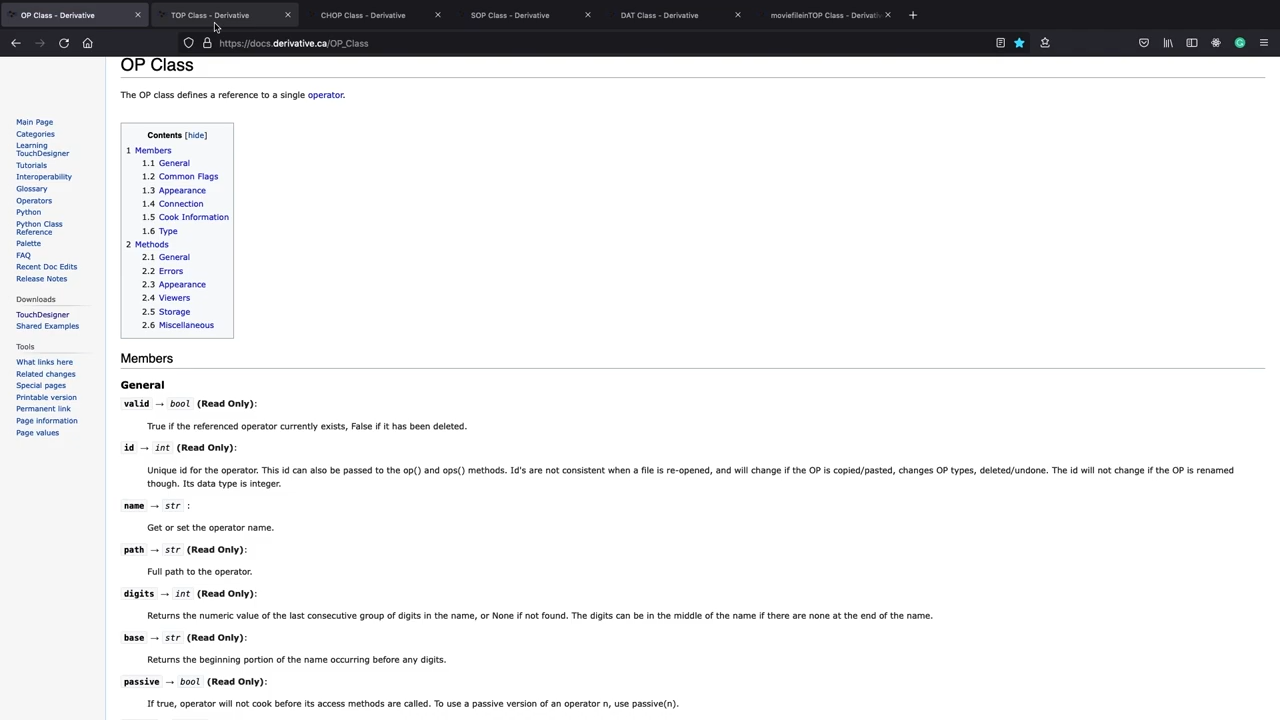 OP Class - Derivative
TOP Class - Derivative
CHOP Class - Derivative
SOP Class - Derivative
DAT Class - Derivative
moviefileinTOP Class - Derivativ
https://docs.derivative.ca/OP_Class
OP Class
The OP class defines a reference to a single operator.
Main Page
Categories
Learning
TouchDesigner
Tutorials
Interoperability
Glossary
Operators
Python
Python Class
Reference
Palette
FAQ
Recent Doc Edits
Release Notes
Downloads
TouchDesigner
Shared Examples
Tools
What links here
Related changes
Special pages
Printable version
Permanent link
Page information
Page values
Contents [hide]
1 Members
1.1 General
1.2 Common Flags
1.3 Appearance
1.4 Connection
1.5 Cook Information
1.6 Type
2 Methods
2.1 General
2.2 Errors
2.3 Appearance
2.4 Viewers
2.5 Storage
2.6 Miscellaneous
Members
General
valid → bool (Read Only):
True if the referenced operator currently exists, False if it has been deleted.
id → int (Read Only):
Unique id for the operator. This id can also be passed to the op() and ops() methods. Id's are not consistent when a file is re-opened, and will change if the OP is copied/pasted, changes OP types, deleted/undone. The id will not change if the OP is renamed
though. Its data type is integer.
name → str :
Get or set the operator name.
path → str (Read Only):
Full path to the operator.
digits → int (Read Only):
Returns the numeric value of the last consecutive group of digits in the name, or None if not found. The digits can be in the middle of the name if there are none at the end of the name.
base → str (Read Only):
Returns the beginning portion of the name occurring before any digits.
passive → bool (Read Only):
If true, operator will not cook before its access methods are called. To use a passive version of an operator n, use passive(n).